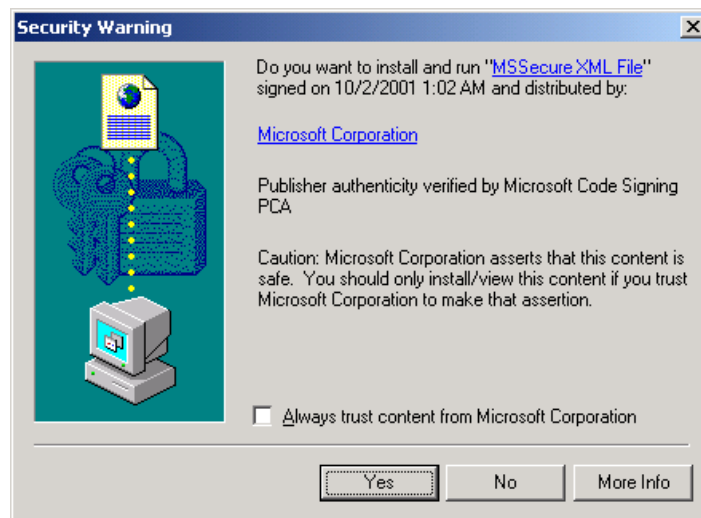 Security Warning
Do you want to install and run "MSSecure XML File"
signed on 10/2/2001 1:02 AM and distributed by:
Microsoft Corporation
Publisher authenticity verified by Microsoft Code Signing
PCA
Caution: Microsoft Corporation asserts that this content is
safe. You should only install/view this content if you trust
Microsoft Corporation to make that assertion.
Always trust content from Microsoft Corporation
Yes No More Info